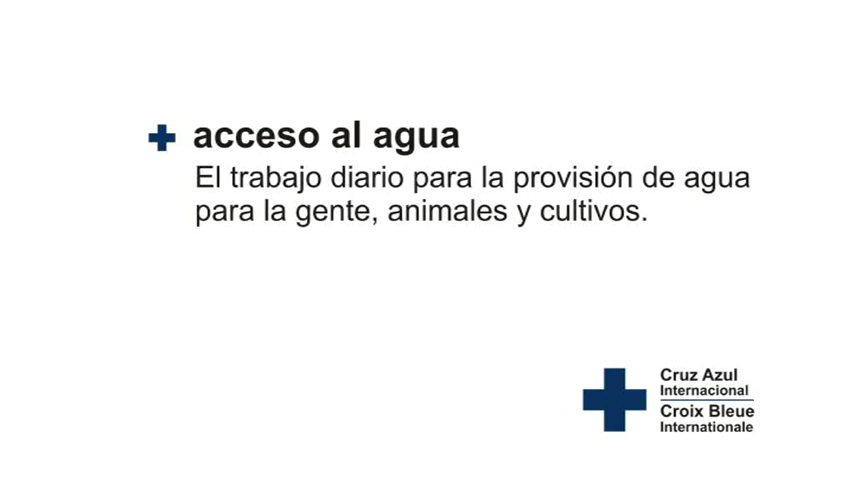 acceso al agua
El trabajo diario para la provisión de agua
para la gente, animales y cultivos.
Cruz Azul
Internacional
Croix Bleue
Internationale